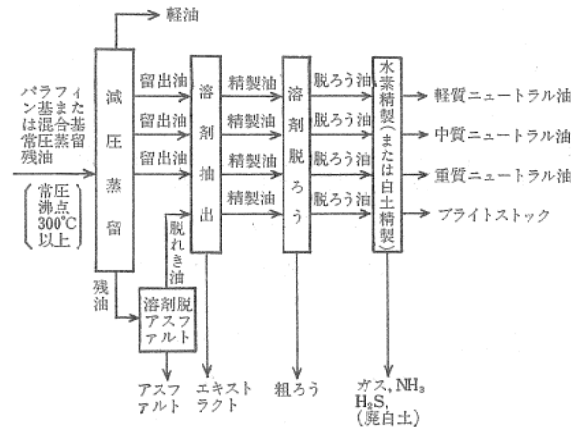 軽油
パラフィ
ン基また
は混合基
常圧蒸留
残油
常圧
沸点
300℃
以上
減圧蒸留
留出油
留出油
留出油
残油
溶剤脱
アスフ
ァルト
脱れき油
アスフ
ァルト
溶剤抽出
エキスト
ラクト
精製油
精製油
精製油
精製油
溶剤脱ろう
粗ろう
脱ろう油
脱ろう油
脱ろう油
脱ろう油
水素精製(または白土精製)
ガス, NH₃
H₂S,
(廃白土)
軽質ニュートラル油
中質ニュートラル油
重質ニュートラル油
ブライトストック